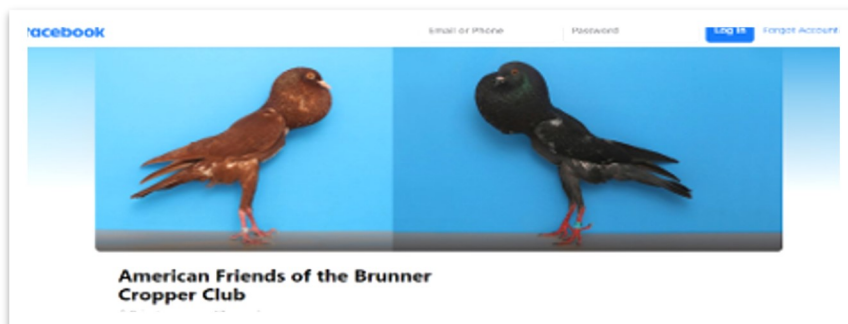 facebook
Email or Phone
Password
Log In
Forgot Account
American Friends of the Brunner
Cropper Club